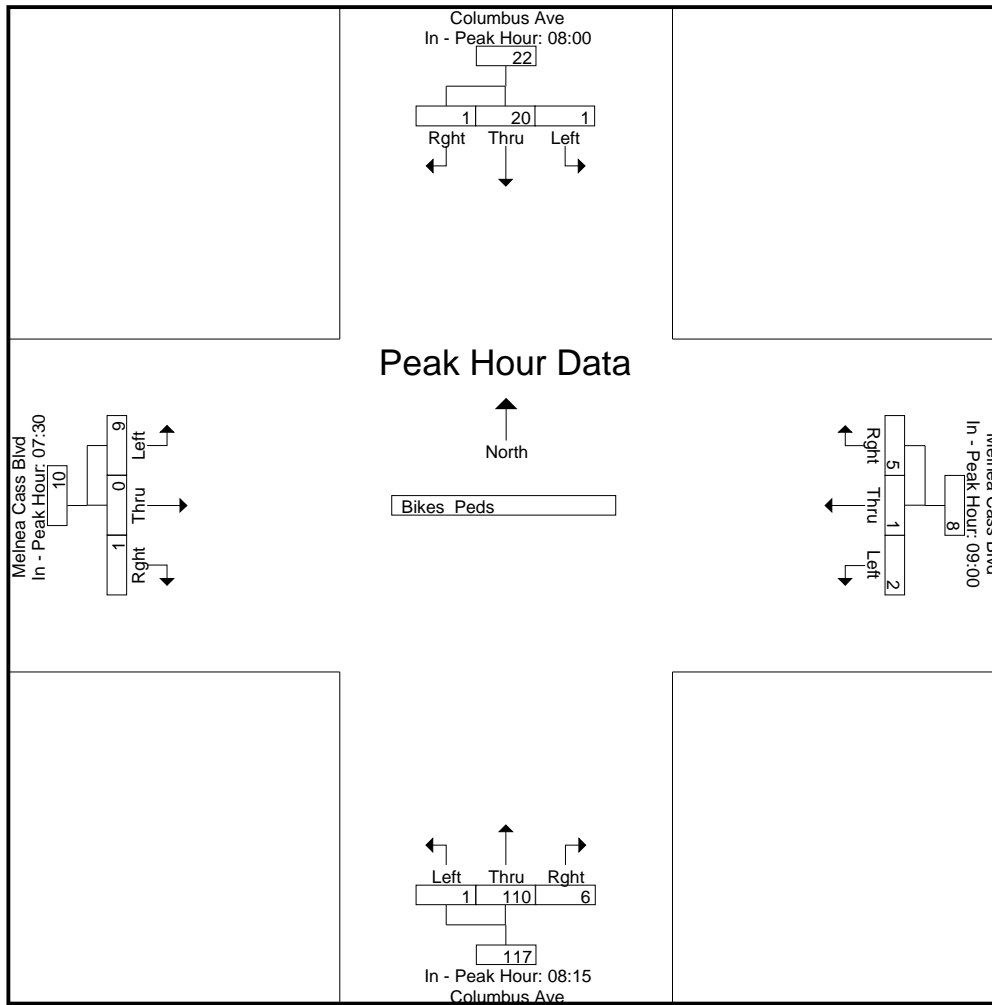 Columbus Ave
In - Peak Hour: 08:00
22
1 20 1
Rght Thru Left
Peak Hour Data
North
Bikes Peds
Melnea Cass Blvd
In - Peak Hour: 07:30
10
9 0 1
Left Thru Rght
Melnea Cass Blvd
In - Peak Hour: 09:00
8
5 1 2
Rght Thru Left
Left Thru Rght
1 110 6
117
In - Peak Hour: 08:15
Columbus Ave